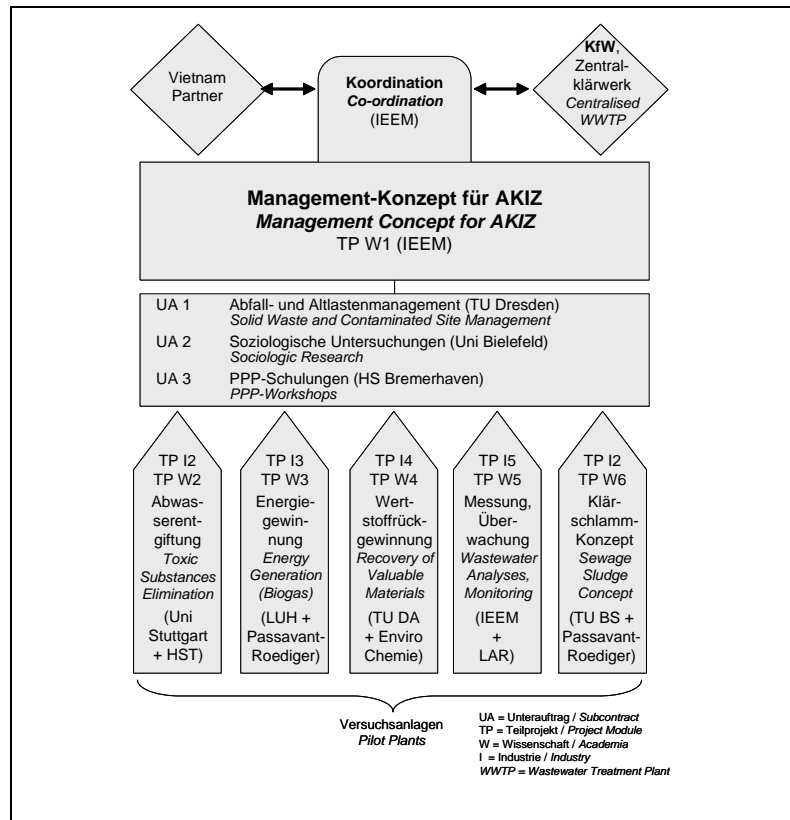 Vietnam
Partner
Koordination
Co-ordination
(IEEM)
KfW,
Zentral-
klärwerk
Centralised
WWTP
Management-Konzept für AKIZ
Management Concept for AKIZ
TP W1 (IEEM)
UA 1 Abfall- und Altlastenmanagement (TU Dresden)
Solid Waste and Contaminated Site Management
UA 2 Soziologische Untersuchungen (Uni Bielefeld)
Sociologic Research
UA 3 PPP-Schulungen (HS Bremerhaven)
PPP-Workshops
TP I2
TP W2
Abwas-
serent-
giftung
Toxic
Substances
Elimination
(Uni
Stuttgart
+ HST)
TP I3
TP W3
Energie-
gewin-
nung
Energy
Generation
(Biogas)
(LUH +
Passavant-
Roediger)
TP I4
TP W4
Wert-
stoffrück-
gewinnung
Recovery of
Valuable
Materials
(TU DA
+ Enviro
Chemie)
TP I5
TP W5
Messung,
Über-
wachung
Wastewater
Analyses,
Monitoring
(IEEM
+
LAR)
TP I2
TP W6
Klär-
schlamm-
Konzept
Sewage
Sludge
Concept
(TU BS +
Passavant-
Roediger)
Versuchsanlagen
Pilot Plants
UA = Unterauftrag / Subcontract
TP = Teilprojekt / Project Module
W = Wissenschaft / Academia
I = Industrie / Industry
WWTP = Wastewater Treatment Plant